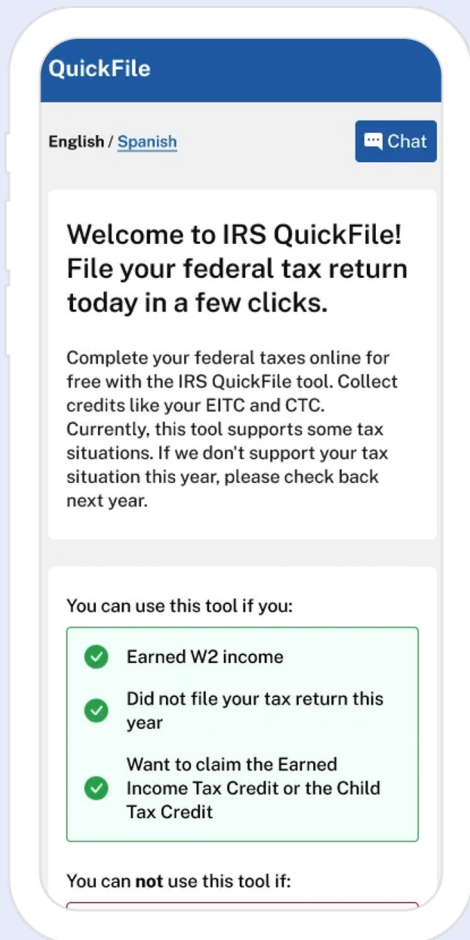 QuickFile
English / Spanish
Chat
Welcome to IRS QuickFile!
File your federal tax return
today in a few clicks.
Complete your federal taxes online for
free with the IRS QuickFile tool. Collect
credits like your EITC and CTC.
Currently, this tool supports some tax
situations. If we don't support your tax
situation this year, please check back
next year.
You can use this tool if you:
Earned W2 income
Did not file your tax return this
year
Want to claim the Earned
Income Tax Credit or the Child
Tax Credit
You can not use this tool if: